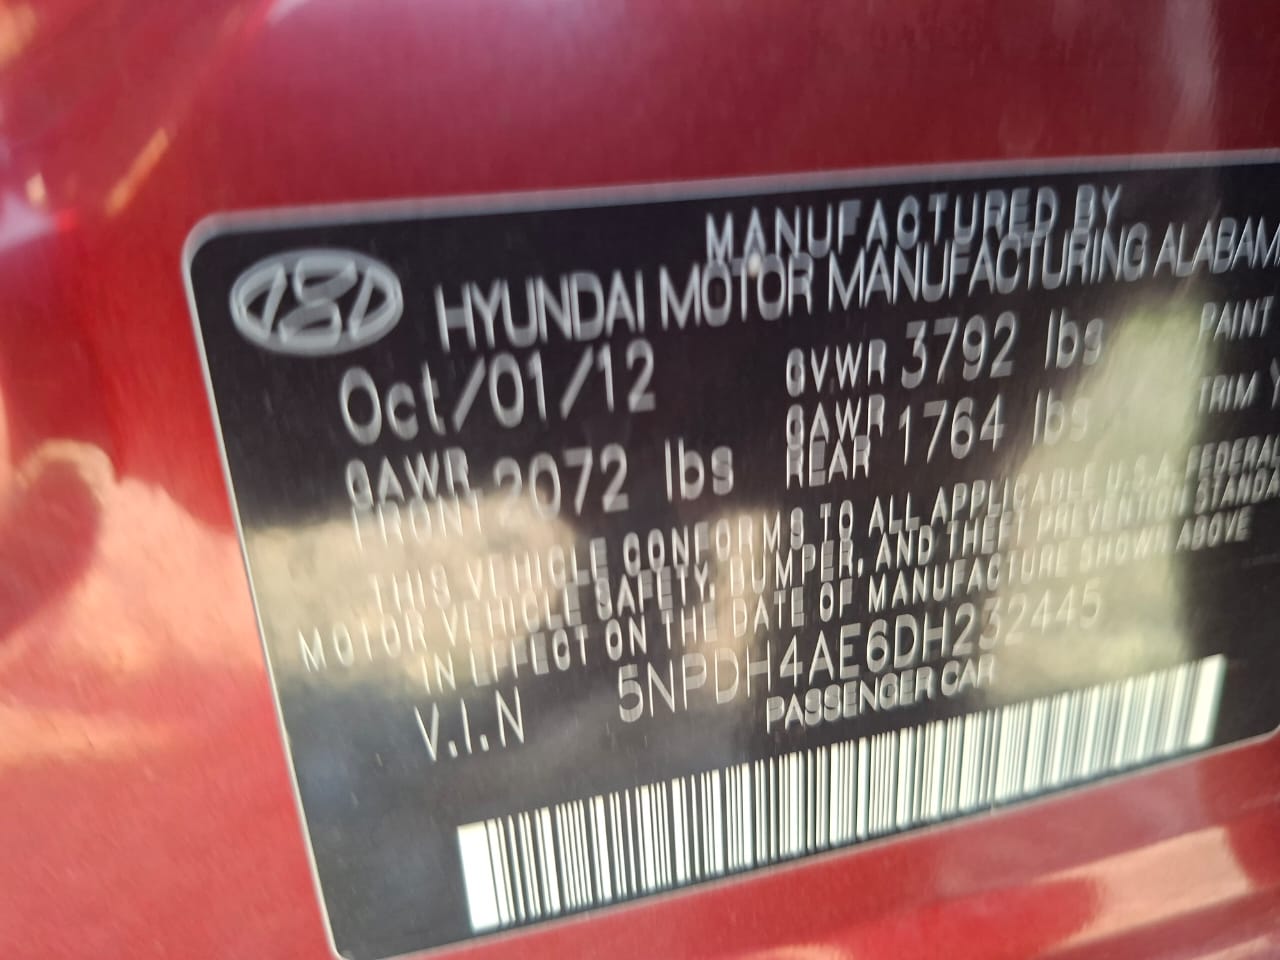 MANUFACTURED BY
HYUNDAI MOTOR MANUFACTURING ALABAMA
Oct/01/12 GVWR 3792 lbs PAINT
GAWR FRONT 2072 lbs GAWR REAR 1764 lbs TRIM Y
THIS VEHICLE CONFORMS TO ALL APPLICABLE U.S.A. FEDERAL
MOTOR VEHICLE SAFETY, BUMPER, AND THEFT PREVENTION STANDA
IN EFFECT ON THE DATE OF MANUFACTURE SHOWN ABOVE
V.I.N 5NPDH4AE6DH232445
PASSENGER CAR